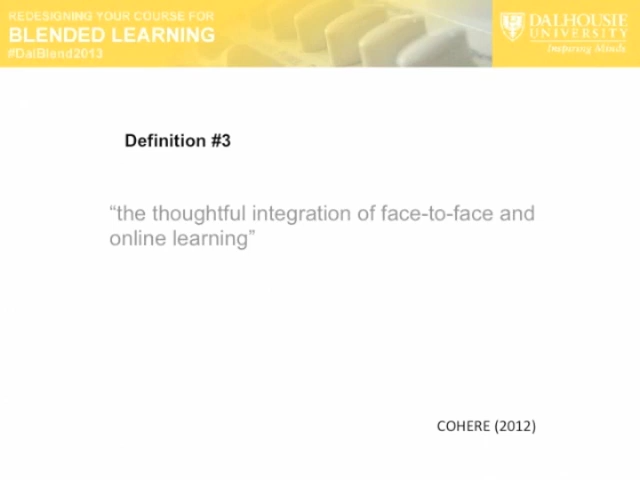 REDESIGNING YOUR COURSE FOR
BLENDED LEARNING
#DalBlend2013
DALHOUSIE
UNIVERSITY
Inspiring Minds
Definition #3
“the thoughtful integration of face-to-face and
online learning”
COHERE (2012)